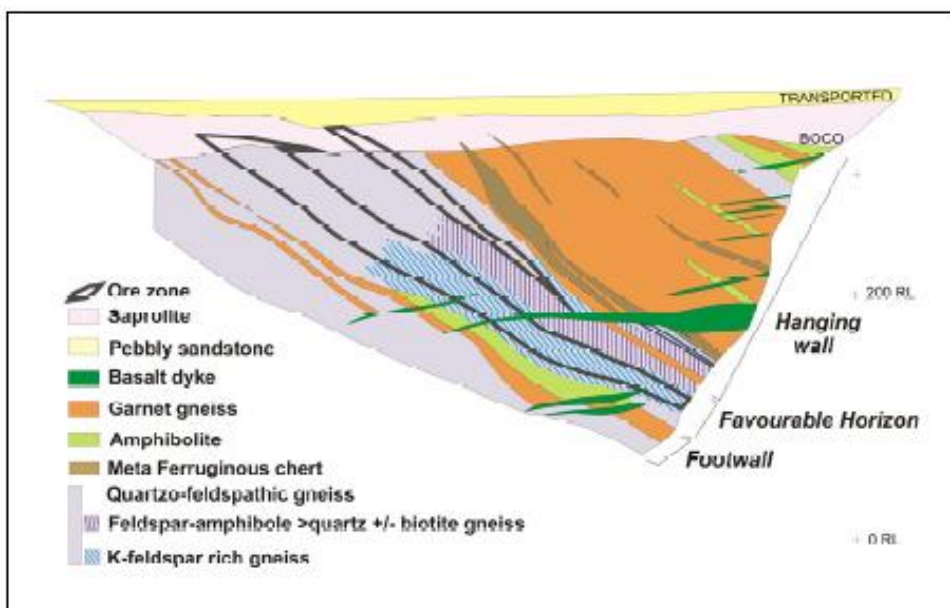 TRANSPORTED
BOCO
200 RL
Hanging
wall
Favourable Horizon
Footwall
0 RL
Ore zone
Saprolite
Pebbly sandstone
Basalt dyke
Garnet gneiss
Amphibolite
Meta Ferruginous chert
Quartzo-feldspathic gneiss
Feldspar-amphibole >quartz +/- biotite gneiss
K-feldspar rich gneiss